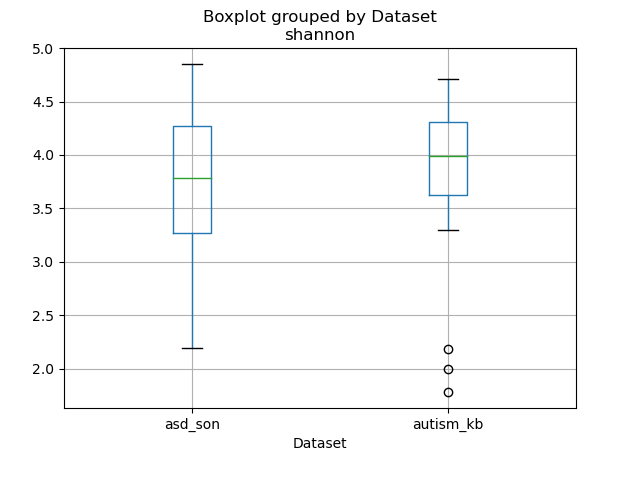 Boxplot grouped by Dataset
shannon
5.0
4.5
4.0
3.5
3.0
2.5
2.0
asd_son autism_kb
Dataset